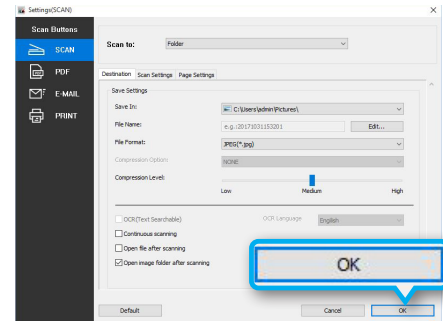 Settings(SCAN)
Scan Buttons
SCAN
PDF
E-MAIL
PRINT
Scan to: Folder
Destination Scan Settings Page Settings
Save Settings
Save In: C:\Users\admin\Pictures\
File Name: e.g.:20171031153201 Edit...
File Format: JPEG(*.jpg)
Compression Option: NONE
Compression Level:
Low Medium High
OCR(Text Searchable) OCR Language English
Continuous scanning
Open file after scanning
Open image folder after scanning
OK
Default Cancel OK